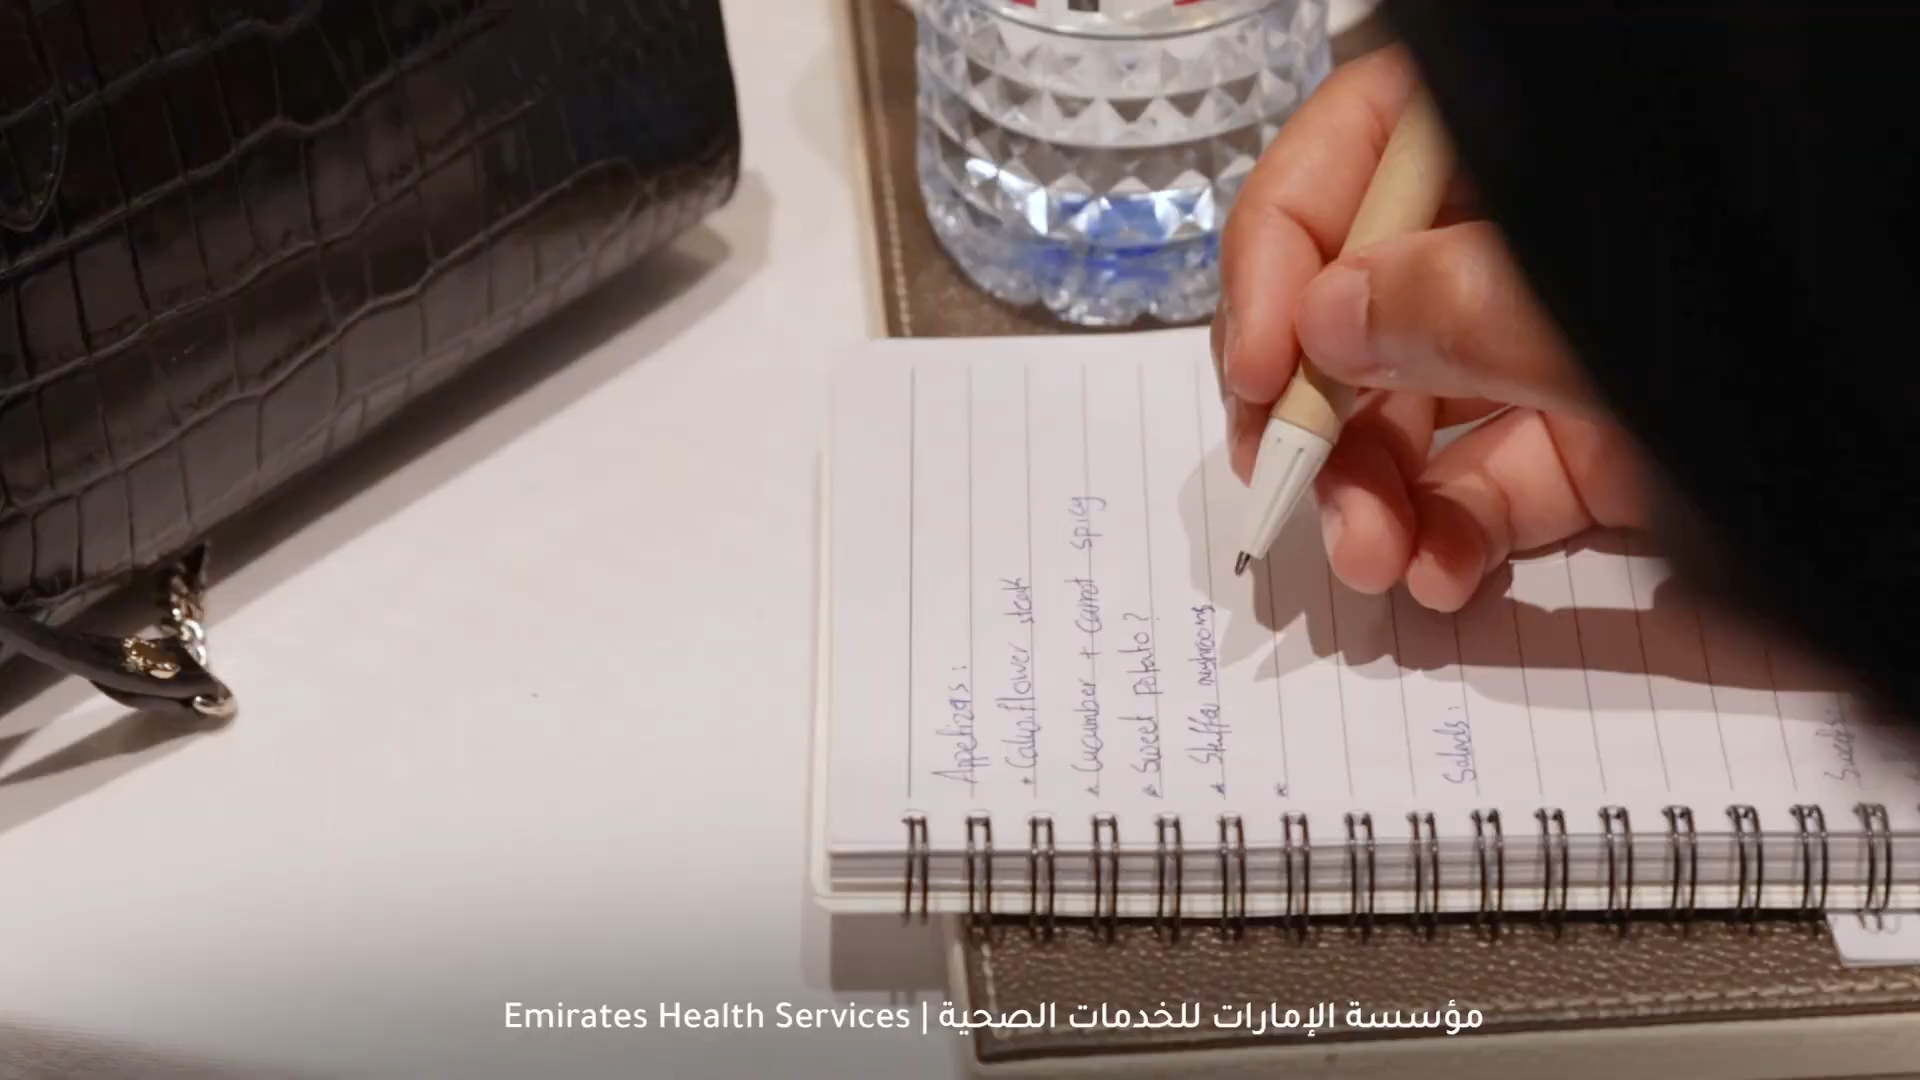 Appetizers:
* Cauliflower steak
* Cucumber + Carrot spicy
* Sweet potato?
* Stuffed mushrooms
*
Salads:
Emirates Health Services | مؤسسة الإمارات للخدمات الصحية